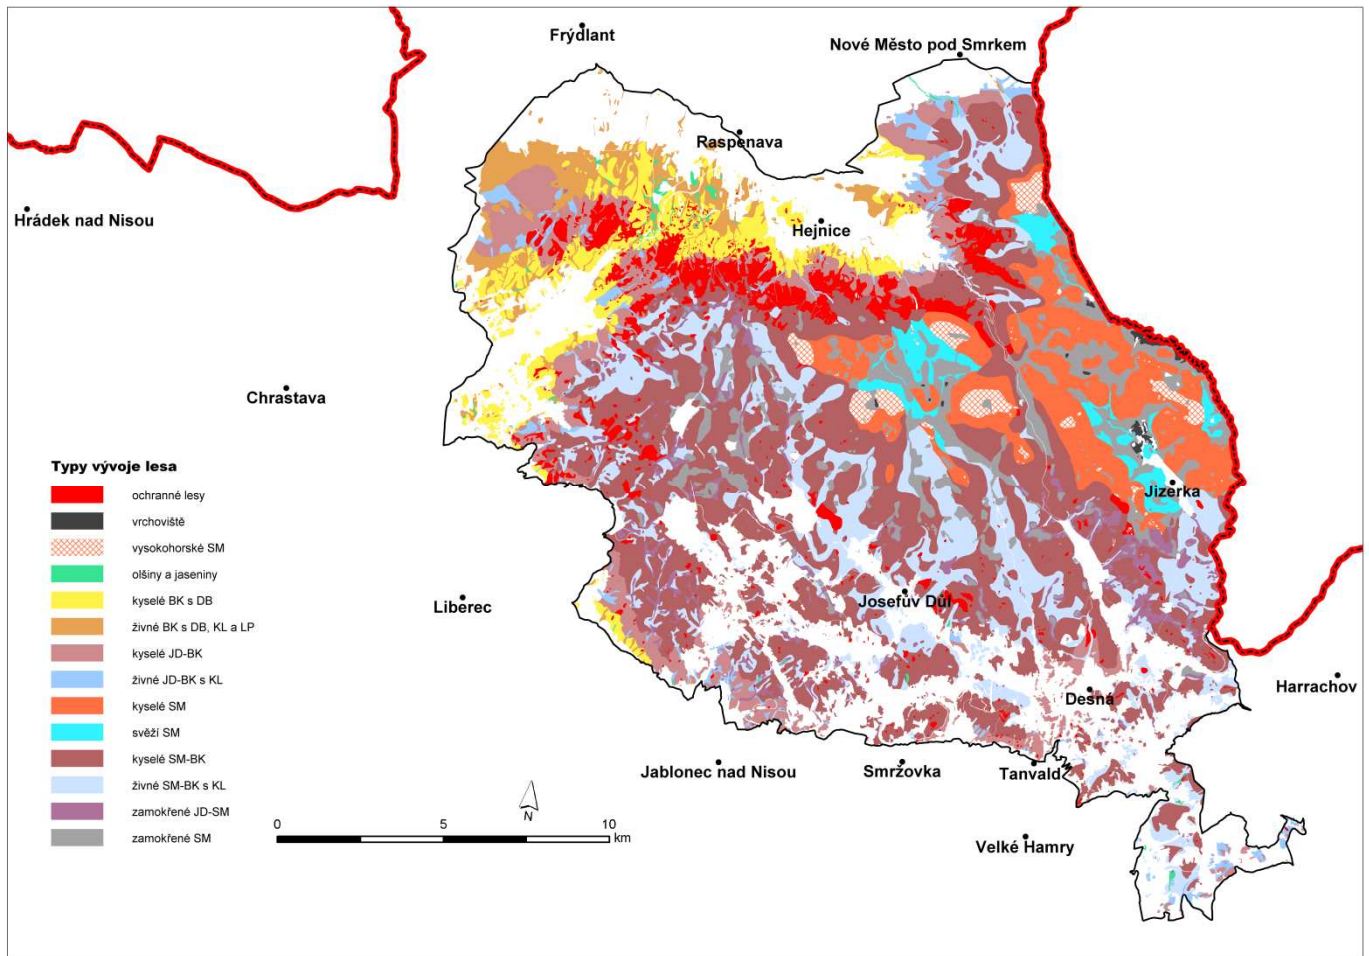 Frýdlant
Nové Město pod Smrkem
Raspenava
Hrádek nad Nisou
Hejnice
Chrastava
Typy vývoje lesa
ochranné lesy
vrchoviště
vysokohorské SM
olšiny a jaseniny
kyselé BK s DB
živné BK s DB, KL a LP
kyselé JD-BK
živné JD-BK s KL
kyselé SM
svěží SM
kyselé SM-BK
živné SM-BK s KL
zamokřené JD-SM
zamokřené SM
Jizerka
Liberec
Josefův Důl
Harrachov
Desná
Jablonec nad Nisou
Smržovka
Tanvald
N
0 5 10
km
Velké Hamry